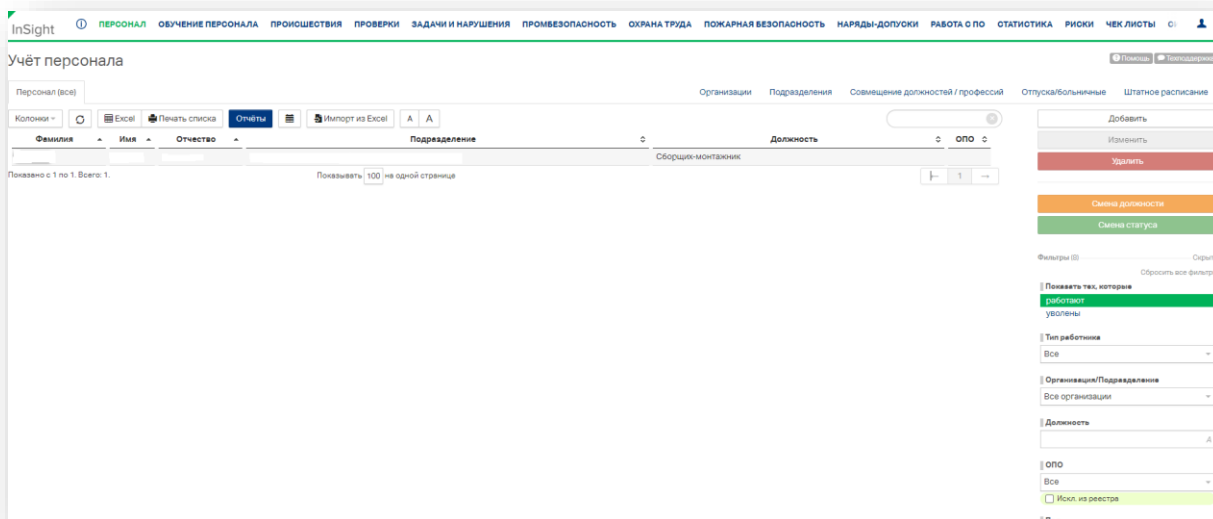 InSight
ПЕРСОНАЛ ОБУЧЕНИЕ ПЕРСОНАЛА ПРОИСШЕСТВИЯ ПРОВЕРКИ ЗАДАЧИ И НАРУШЕНИЯ ПРОМБЕЗОПАСНОСТЬ ОХРАНА ТРУДА ПОЖАРНАЯ БЕЗОПАСНОСТЬ НАРЯДЫ-ДОПУСКИ РАБОТА С ПО СТАТИСТИКА РИСКИ ЧЕК ЛИСТЫ
Учёт персонала
Помощь Техподдержка
Персонал (все) Организации Подразделения Совмещение должностей / профессий Отпуска/больничные Штатное расписание
Колонки Excel Печать списка Отчёты Импорт из Excel A A
Фамилия Имя Отчество Подразделение Должность ОПО
Сборщик-монтажник
Показано с 1 по 1. Всего: 1. Показывать 100 на одной странице 1 →
Добавить
Изменить
Удалить
Смена должности
Смена статуса
Фильтры (0) Скрыт
Сбросить все фильтр
Показать тех, которые
работают
уволены
Тип работника
Все
Организация/Подразделение
Все организации
Должность
ОПО
Все
Искл. из реестра